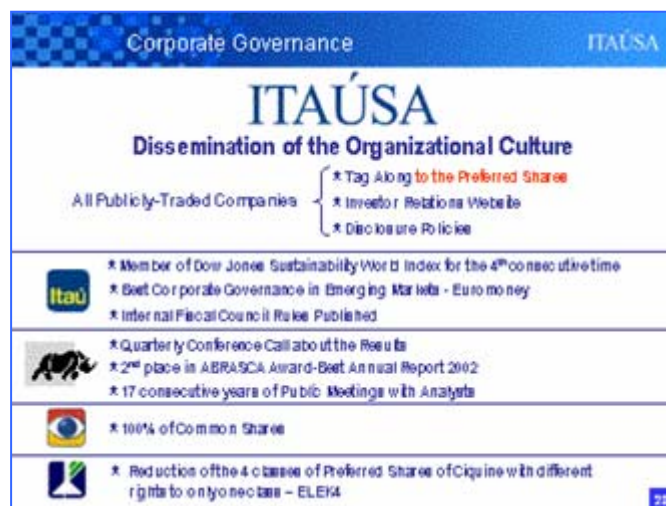 Corporate Governance
ITAÚSA
ITAÚSA
Dissemination of the Organizational Culture
All Publicly-Traded Companies
Tag Along to the Preferred Shares
Investor Relations Website
Disclosure Policies
Itaú
Member of Dow Jones Sustainability World Index for the 4th consecutive time
Best Corporate Governance in Emerging Markets - Euromoney
Internal Fiscal Council Rules Published
Quarterly Conference Call about the Results
2nd place in ABRASCA Award-Best Annual Report 2002
17 consecutive years of Public Meetings with Analysts
100% of Common Shares
Reduction of the 4 classes of Preferred Shares of Ciquine with different
rights to only one class – ELEK4